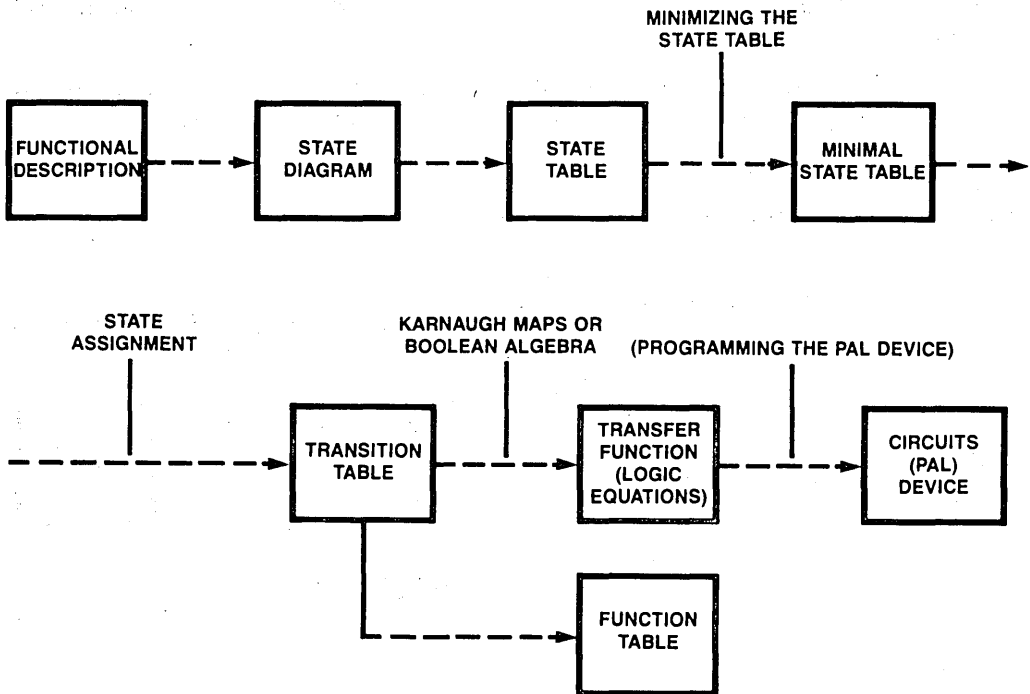 MINIMIZING THE
STATE TABLE
FUNCTIONAL
DESCRIPTION
STATE
DIAGRAM
STATE
TABLE
MINIMAL
STATE TABLE
STATE
ASSIGNMENT
KARNAUGH MAPS OR
BOOLEAN ALGEBRA
(PROGRAMMING THE PAL DEVICE)
TRANSITION
TABLE
TRANSFER
FUNCTION
(LOGIC
EQUATIONS)
CIRCUITS
(PAL)
DEVICE
FUNCTION
TABLE